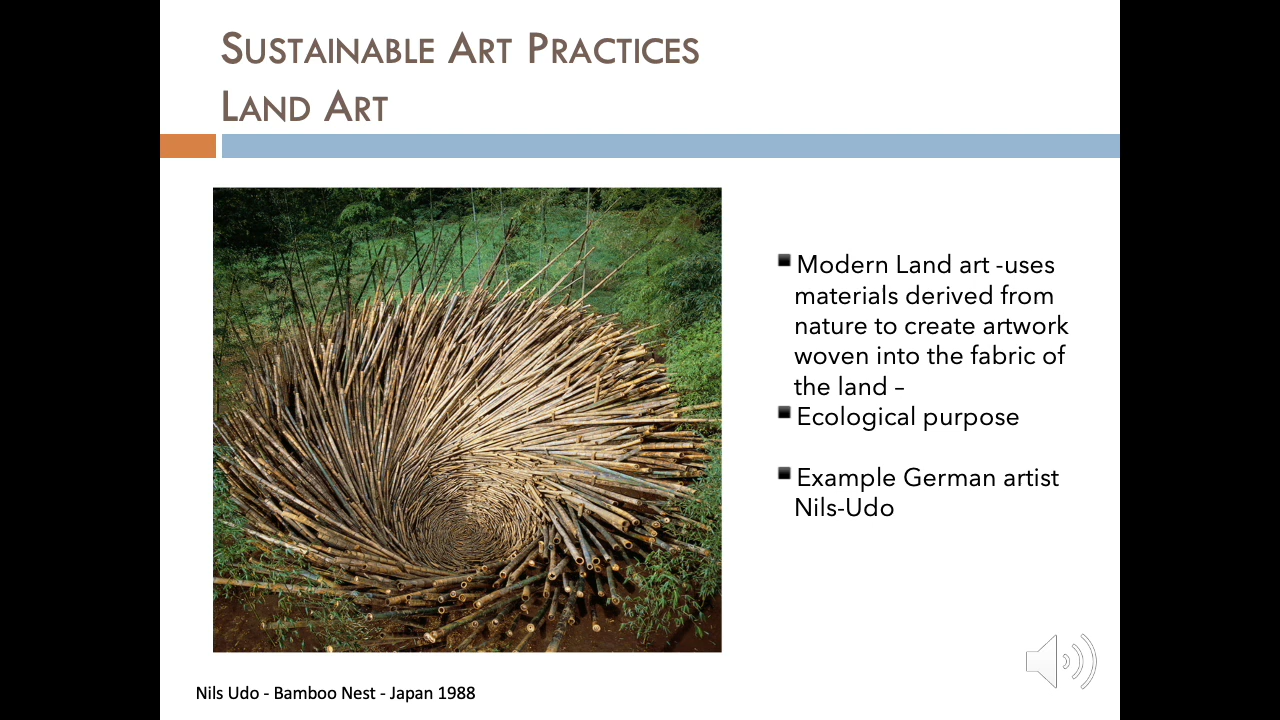 SUSTAINABLE ART PRACTICES
LAND ART
Modern Land art -uses
materials derived from
nature to create artwork
woven into the fabric of
the land –
Ecological purpose
Example German artist
Nils-Udo
Nils Udo - Bamboo Nest - Japan 1988